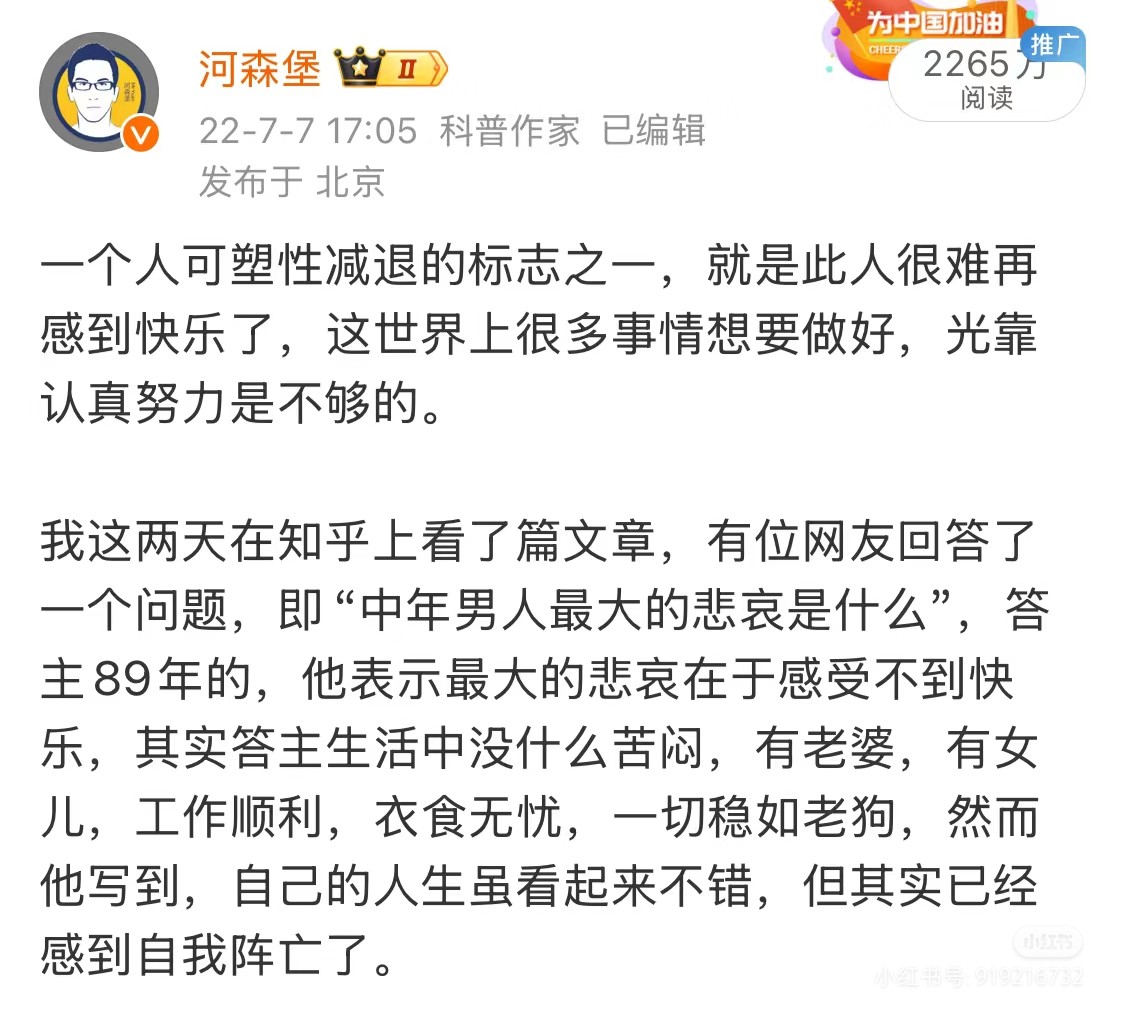 为中国加油
CHEER
推广
2265万
阅读
河森堡
II
22-7-7 17:05 科普作家 已编辑
发布于 北京
一个人可塑性减退的标志之一，就是此人很难再
感到快乐了，这世界上很多事情想要做好，光靠
认真努力是不够的。
我这两天在知乎上看了篇文章，有位网友回答了
一个问题，即“中年男人最大的悲哀是什么”，答
主89年的，他表示最大的悲哀在于感受不到快
乐，其实答主生活中没什么苦闷，有老婆，有女
儿，工作顺利，衣食无忧，一切稳如老狗，然而
他写到，自己的人生虽看起来不错，但其实已经
感到自我阵亡了。
小红书
小红书号: 919216732